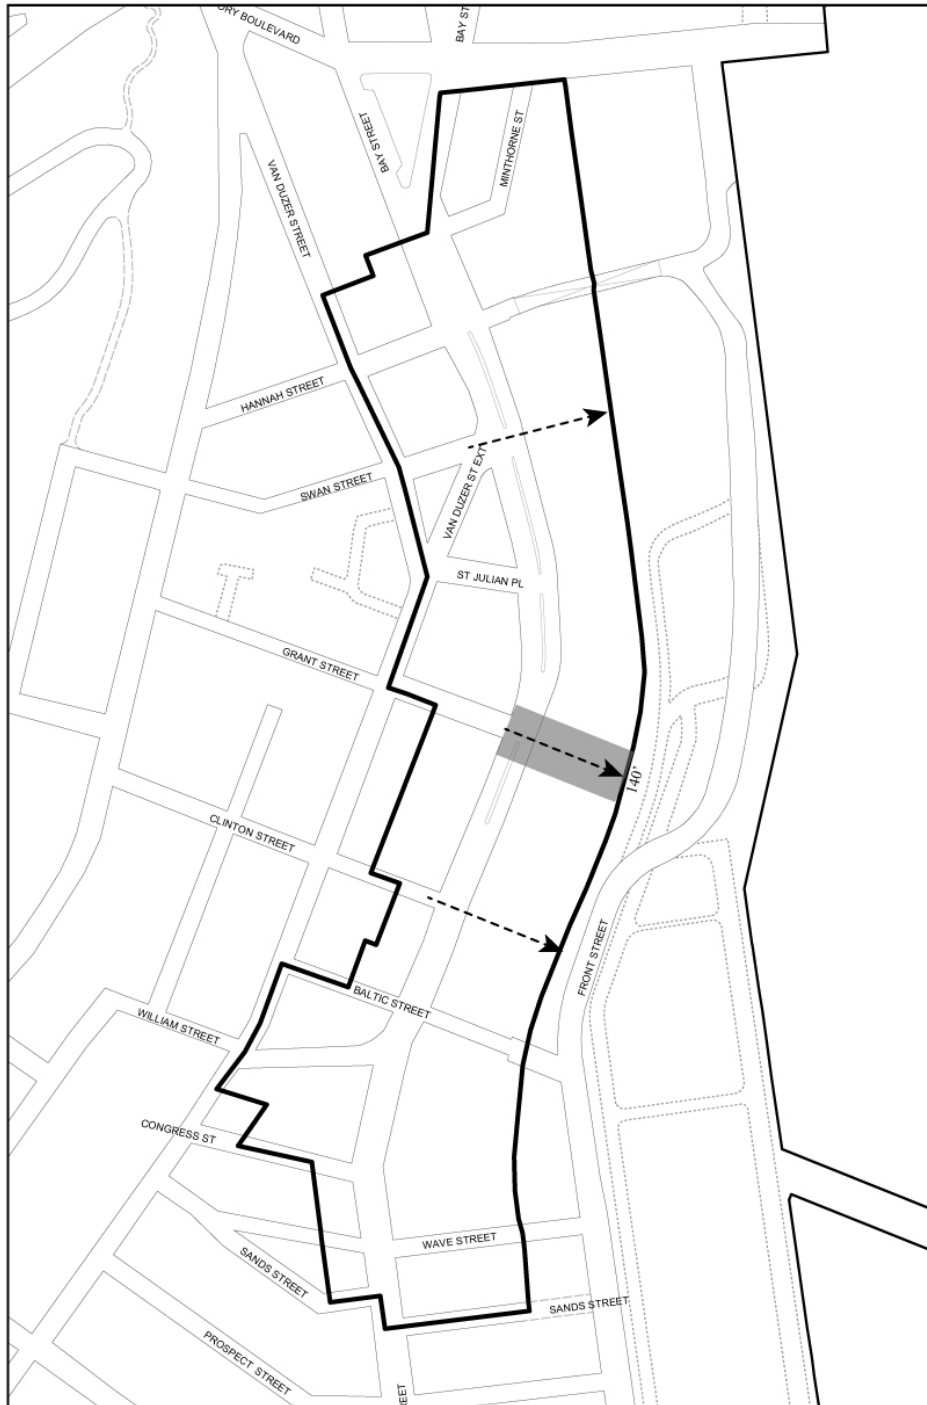 ORY BOULEVARD
BAY ST
BAY STREET
MINTHORNE ST
VAN DUZER STREET
HANNAH STREET
SWAN STREET
VAN DUZER ST EXT
ST JULIAN PL
GRANT STREET
140'
CLINTON STREET
FRONT STREET
BALTIC STREET
WILLIAM STREET
CONGRESS ST
WAVE STREET
SANDS STREET
SANDS STREET
PROSPECT STREET
REET